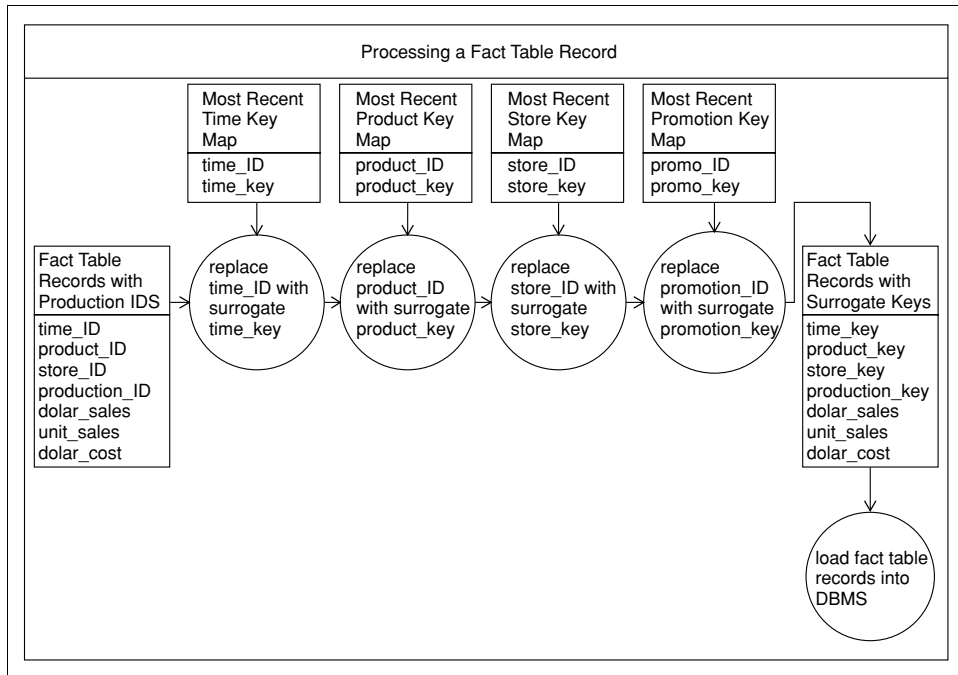 Processing a Fact Table Record
Most Recent
Time Key
Map
time_ID
time_key
Most Recent
Product Key
Map
product_ID
product_key
Most Recent
Store Key
Map
store_ID
store_key
Most Recent
Promotion Key
Map
promo_ID
promo_key
Fact Table
Records with
Production IDS
time_ID
product_ID
store_ID
production_ID
dolar_sales
unit_sales
dolar_cost
replace
time_ID with
surrogate
time_key
replace
product_ID
with surrogate
product_key
replace
store_ID with
surrogate
store_key
replace
promotion_ID
with surrogate
promotion_key
Fact Table
Records with
Surrogate Keys
time_key
product_key
store_key
production_key
dolar_sales
unit_sales
dolar_cost
load fact table
records into
DBMS